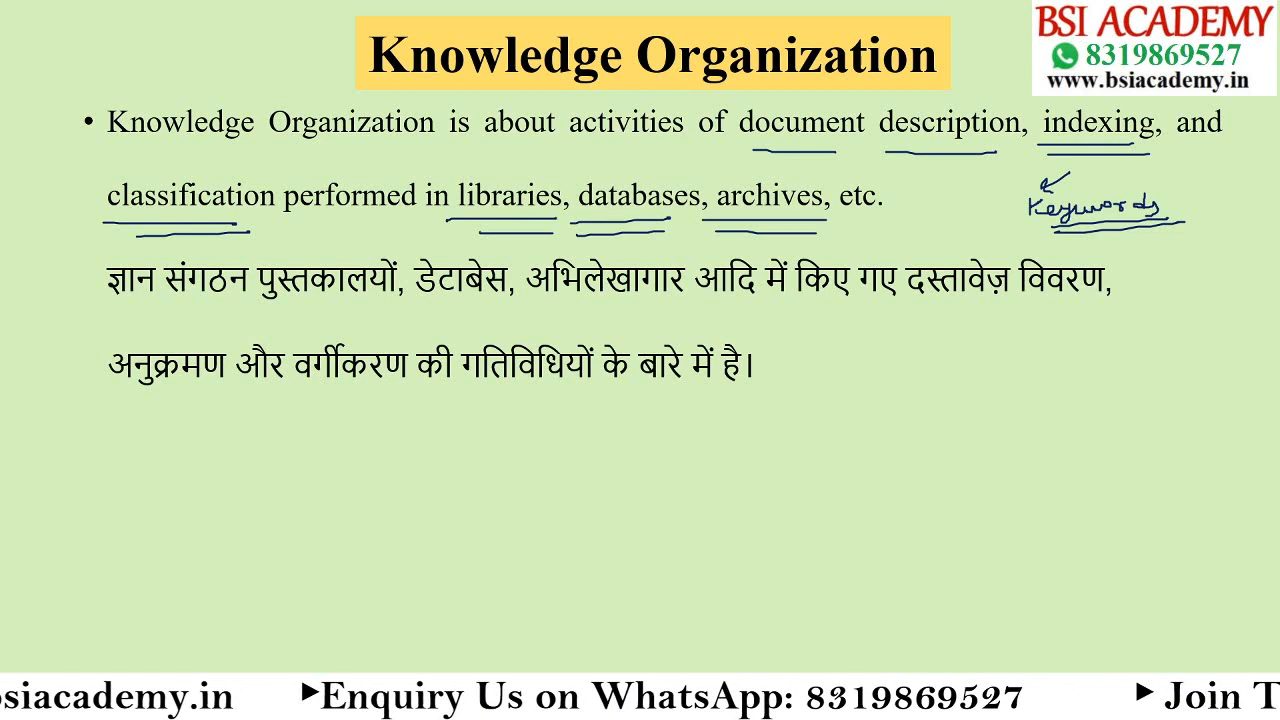 Knowledge Organization
BSI ACADEMY
8319869527
www.bsiacademy.in
• Knowledge Organization is about activities of document description, indexing, and
classification performed in libraries, databases, archives, etc.
Keywords
ज्ञान संगठन पुस्तकालयों, डेटाबेस, अभिलेखागार आदि में किए गए दस्तावेज़ विवरण,
अनुक्रमण और वर्गीकरण की गतिविधियों के बारे में है।
bsiacademy.in ►Enquiry Us on WhatsApp: 8319869527 ► Join T